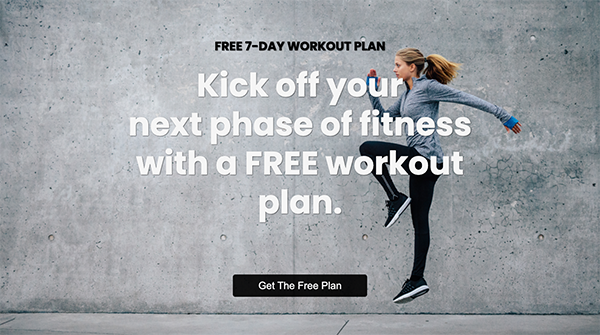 FREE 7-DAY WORKOUT PLAN
Kick off your
next phase of fitness
with a FREE workout
plan.
Get The Free Plan